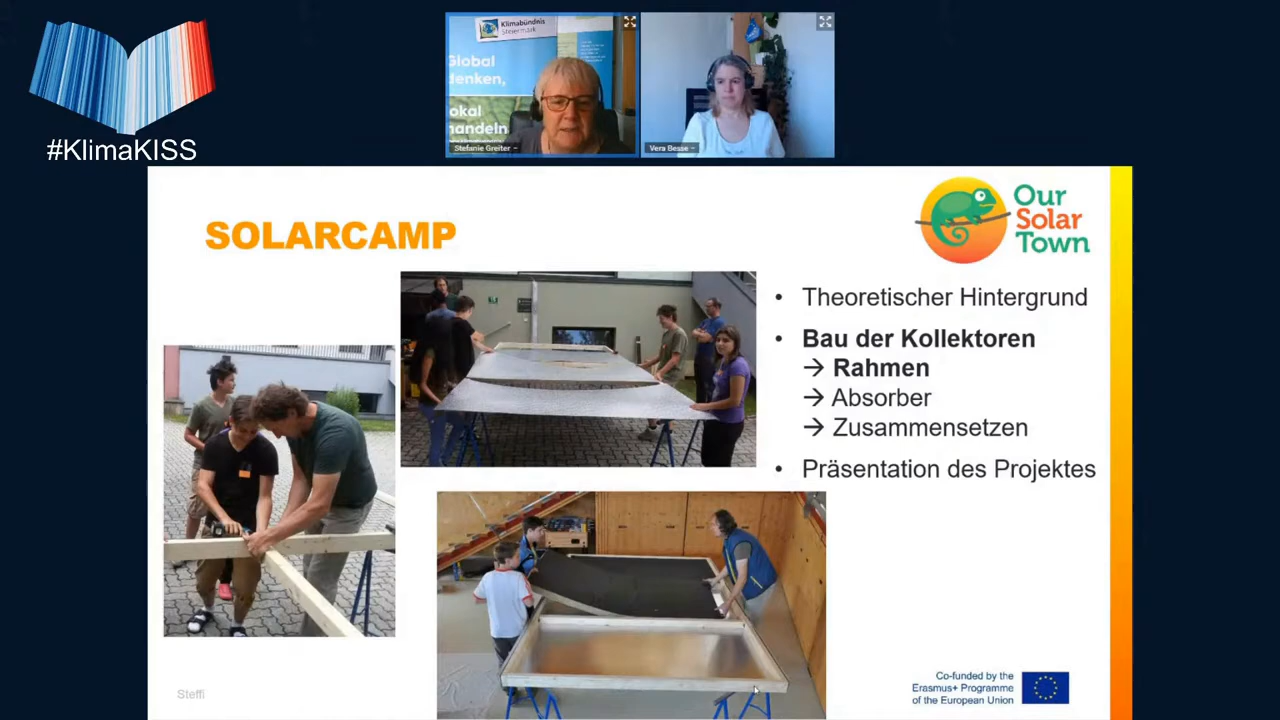 #KlimaKISS
Klimabündnis
Steiermark
Global
denken,
lokal
handeln
Stefanie Greiter
Vera Besse
SOLARCAMP
Our
Solar
Town
• Theoretischer Hintergrund
• Bau der Kollektoren
→ Rahmen
→ Absorber
→ Zusammensetzen
• Präsentation des Projektes
Steffi
Co-funded by the
Erasmus+ Programme
of the European Union